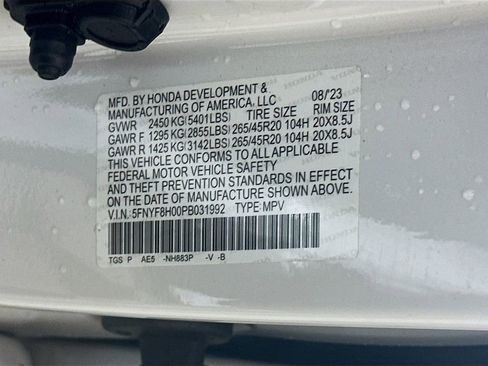 MFD. BY HONDA DEVELOPMENT & 08/'23
MANUFACTURING OF AMERICA, LLC
GVWR 2450 KG (5401LBS) TIRE SIZE RIM SIZE
GAWR F 1295 KG (2855LBS) 265/45R20 104H 20X8.5J
GAWR R 1425 KG (3142LBS) 265/45R20 104H 20X8.5J
THIS VEHICLE CONFORMS TO ALL APPLICABLE
FEDERAL MOTOR VEHICLE SAFETY
AND THEFT PREVENTION STANDARDS IN EFFECT
ON THE DATE OF MANUFACTURE SHOWN ABOVE.
V.I.N.: 5FNYF8H00PB031992 TYPE: MPV
TGS P AE5 -NH883P -V -B